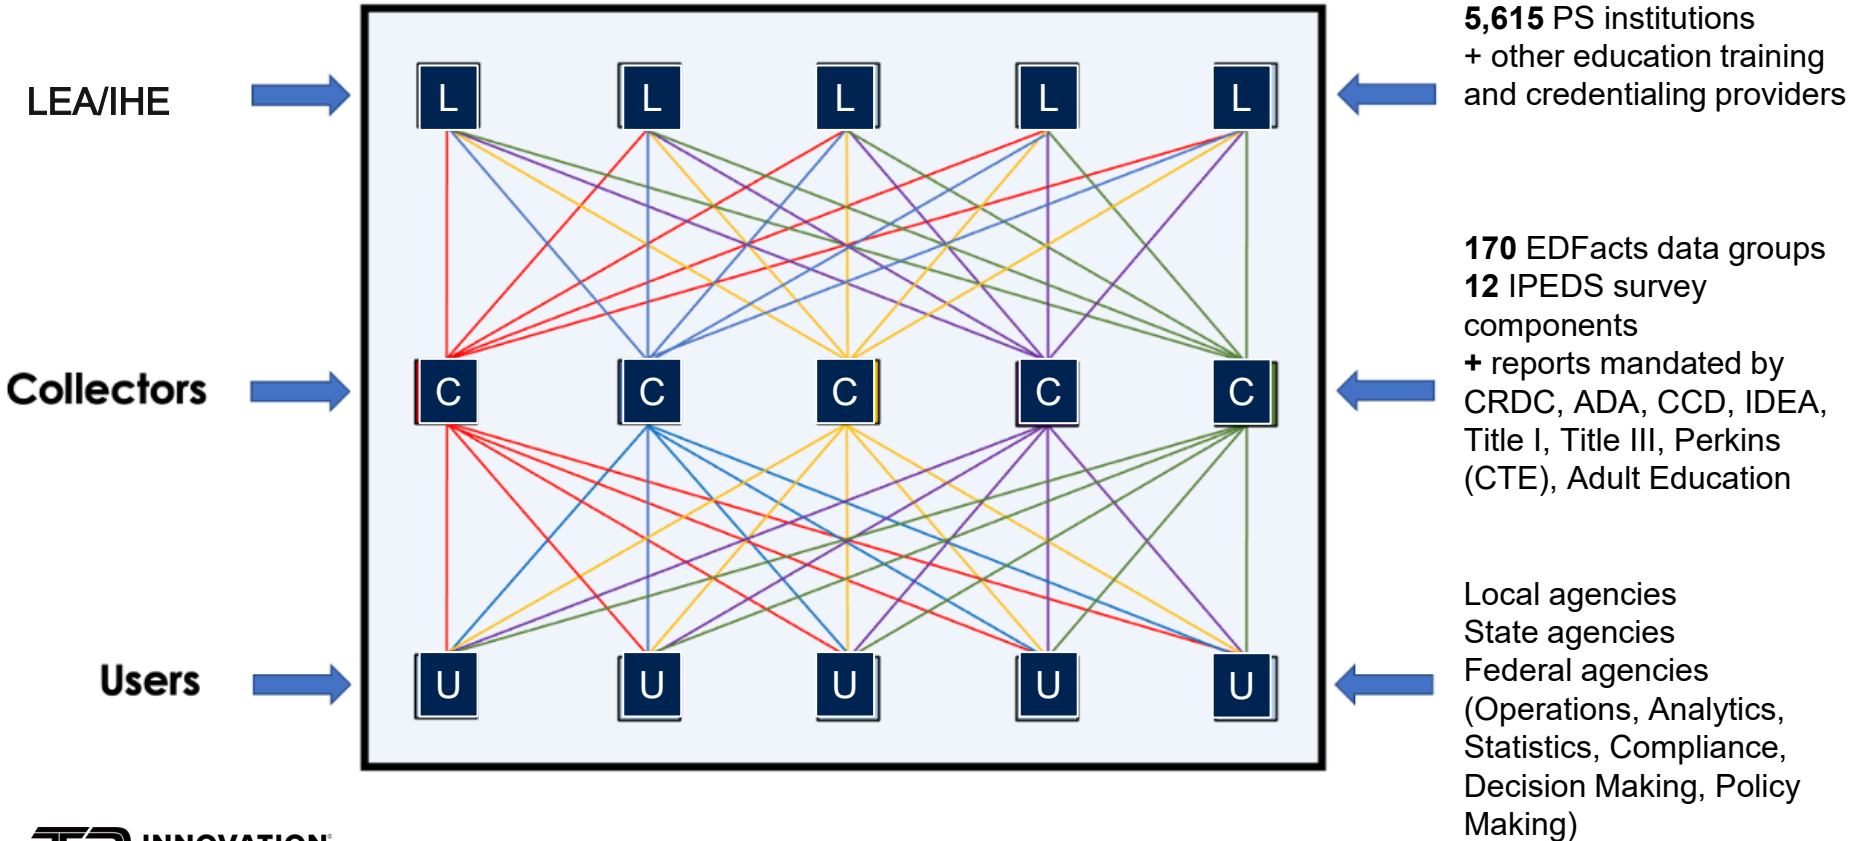 5,615 PS institutions
+ other education training
and credentialing providers
LEA/IHE
L L L L L
170 EDFacts data groups
12 IPEDS survey
components
+ reports mandated by
CRDC, ADA, CCD, IDEA,
Title I, Title III, Perkins
(CTE), Adult Education
Collectors
C C C C C
Local agencies
State agencies
Federal agencies
(Operations, Analytics,
Statistics, Compliance,
Decision Making, Policy
Making)
Users
U U U U U
INNOVATION